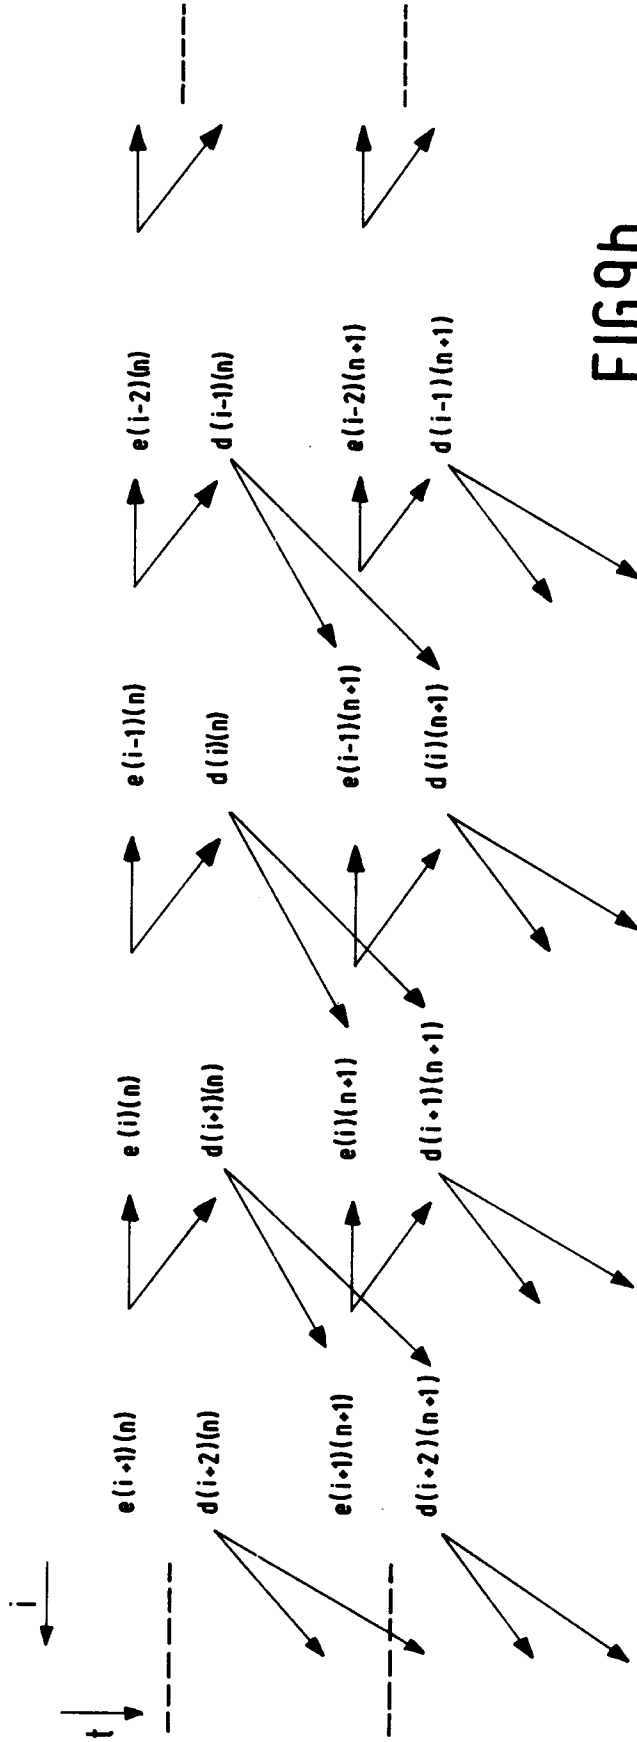 i
t
e(i+1)(n) e(i)(n) e(i-1)(n) e(i-2)(n)
d(i+2)(n) d(i+1)(n) d(i)(n) d(i-1)(n)
e(i+1)(n+1) e(i)(n+1) e(i-1)(n+1) e(i-2)(n+1)
d(i+2)(n+1) d(i+1)(n+1) d(i)(n+1) d(i-1)(n+1)
FIG9b